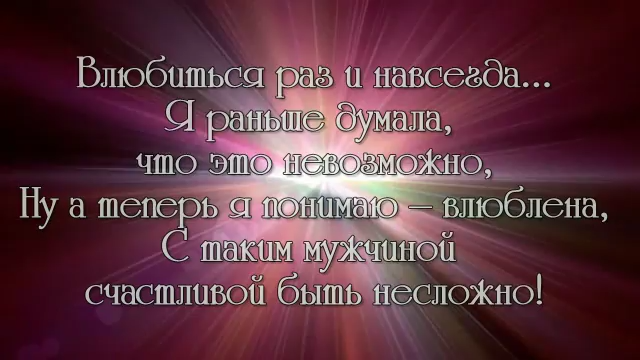 Влюбиться раз и навсегда...
Я раньше думала,
что это невозможно,
Ну а теперь я понимаю – влюблена,
С таким мужчиной
счастливой быть несложно!